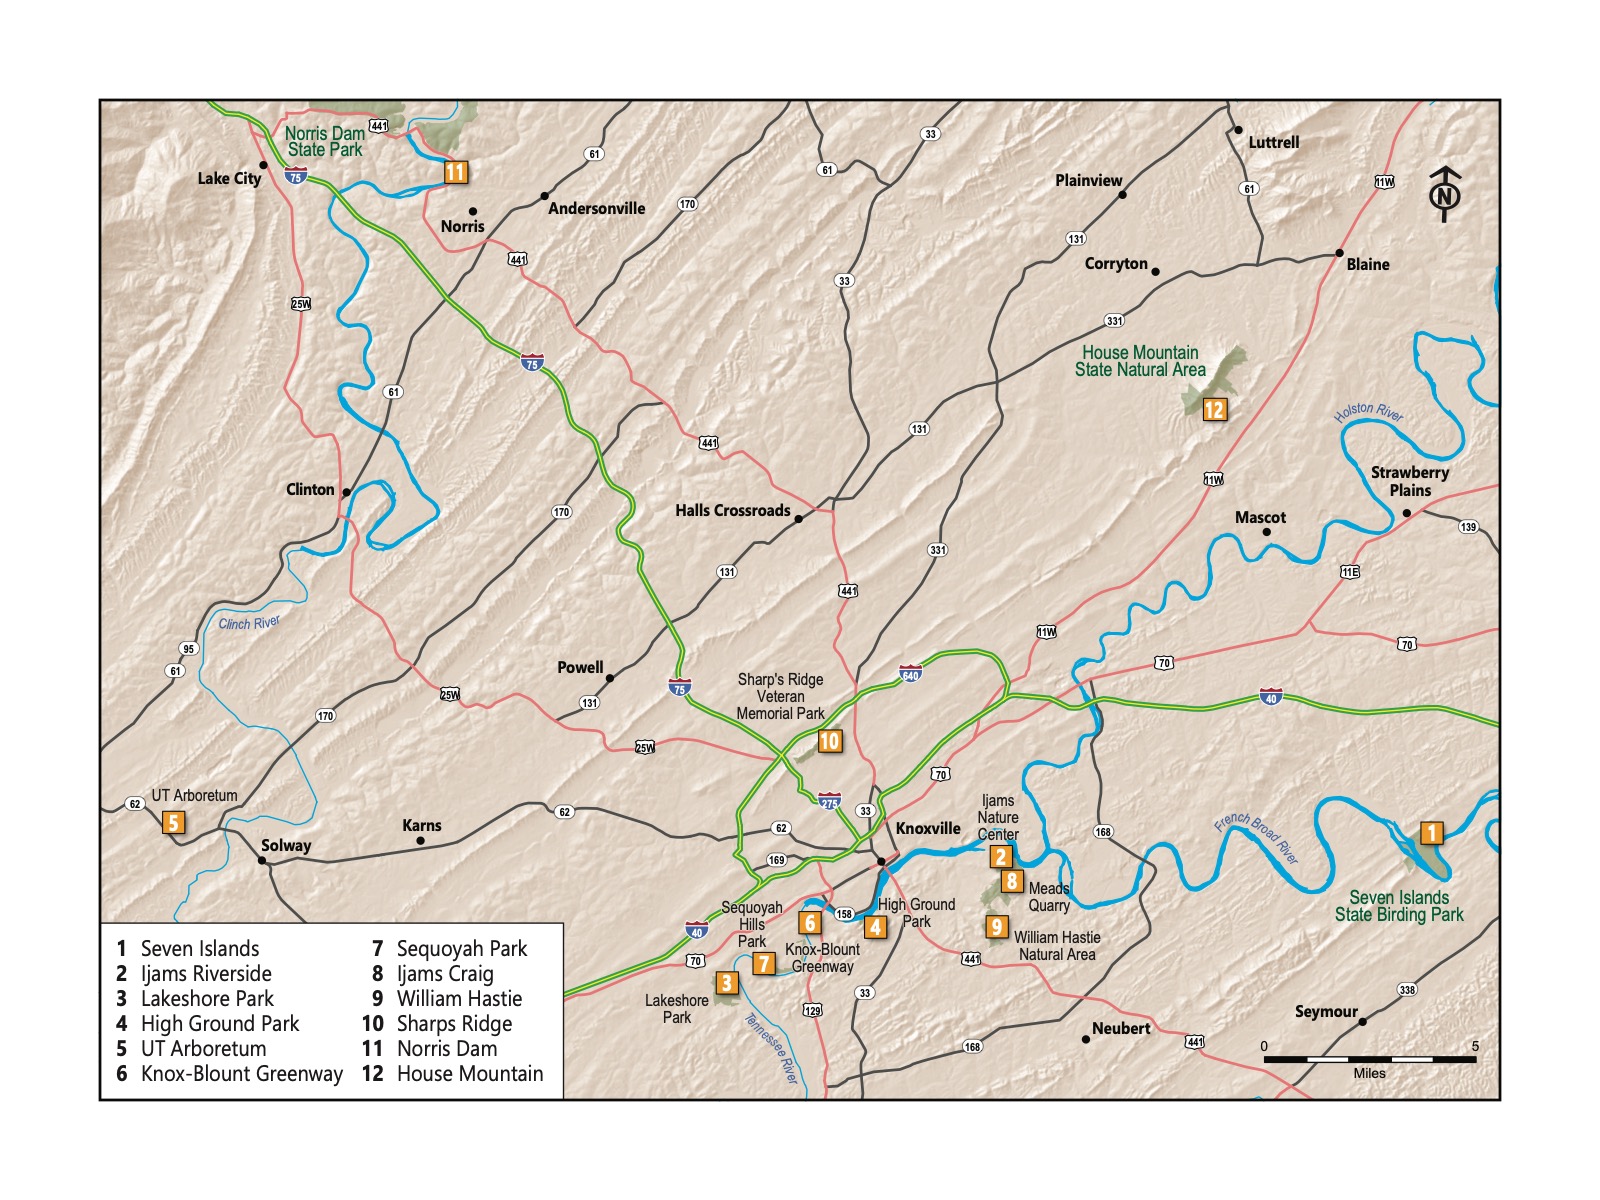 441
33
Luttrell
Norris Dam
State Park
61
61
Lake City
75
11
Plainview
11W
61
N
170
Andersonville
Norris
131
441
Corryton
Blaine
33
25W
331
House Mountain
State Natural Area
75
61
12
Holston River
131
441
Strawberry
Plains
11W
Clinton
Halls Crossroads
170
Mascot
139
331
131
11E
441
Clinch River
11W
95
61
70
70
Powell
640
Sharp's Ridge
Veteran
Memorial Park
75
25W
40
131
170
10
25W
70
UT Arboretum
62
275
Ijams
Nature
Center
62
33
5
Karns
62
Knoxville
168
French Broad River
1
Solway
169
2
8
Meads
Quarry
Seven Islands
State Birding Park
Sequoyah
Hills
Park
158
High Ground
Park
6
4
9
40
William Hastie
Natural Area
Knox-Blount
Greenway
70
7
441
3
33
338
Lakeshore
Park
129
Seymour
Tennessee River
Neubert
441
168
0 5
Miles
1 Seven Islands
2 Ijams Riverside
3 Lakeshore Park
4 High Ground Park
5 UT Arboretum
6 Knox-Blount Greenway
7 Sequoyah Park
8 Ijams Craig
9 William Hastie
10 Sharps Ridge
11 Norris Dam
12 House Mountain